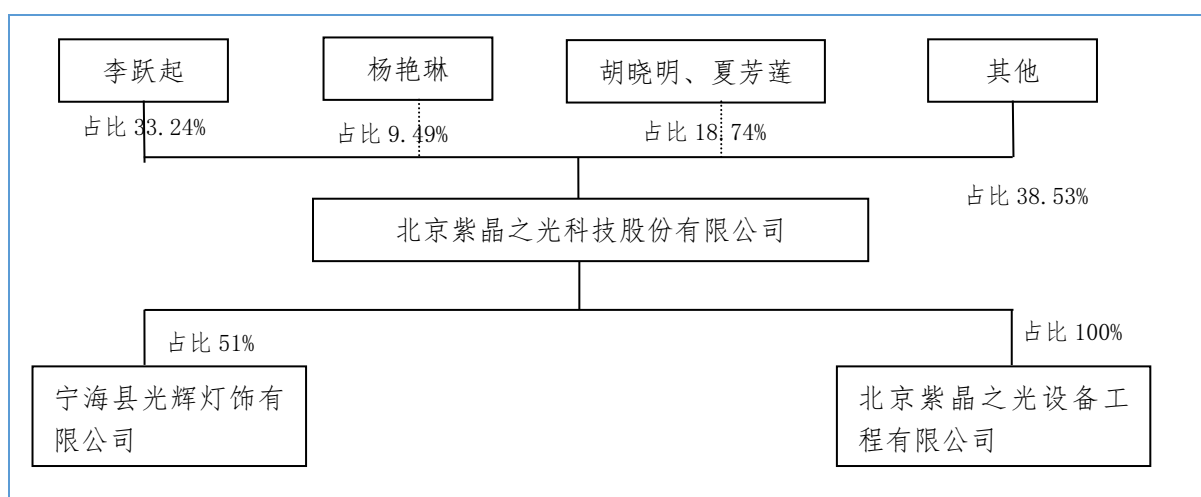 李跃起
杨艳琳
胡晓明、夏芳莲
其他
占比 33.24%
占比 9.49%
占比 18.74%
占比 38.53%
北京紫晶之光科技股份有限公司
占比 51%
占比 100%
宁海县光辉灯饰有
限公司
北京紫晶之光设备工
程有限公司